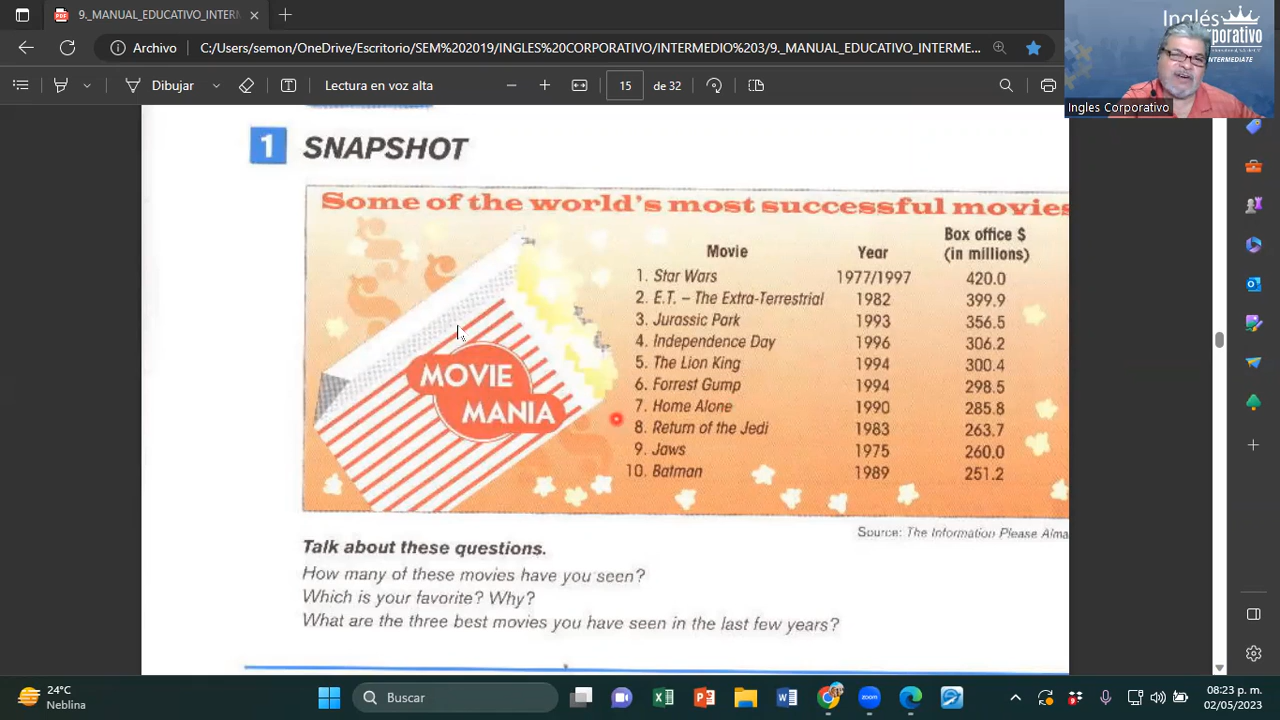 9._MANUAL_EDUCATIVO_INTERM
Archivo
C:/Users/semon/OneDrive/Escritorio/SEM%202019/INGLES%20CORPORATIVO/INTERMEDIO%203/9._MANUAL_EDUCATIVO_INTERME...
Inglés
INTERMEDIATE
Ingles Corporativo
Dibujar
Lectura en voz alta
15
de 32
1 SNAPSHOT
Some of the world's most successful movies
Movie Year Box office $
(in millions)
1. Star Wars 1977/1997 420.0
2. E.T. – The Extra-Terrestrial 1982 399.9
3. Jurassic Park 1993 356.5
4. Independence Day 1996 306.2
5. The Lion King 1994 300.4
6. Forrest Gump 1994 298.5
7. Home Alone 1990 285.8
8. Return of the Jedi 1983 263.7
9. Jaws 1975 260.0
10. Batman 1989 251.2
MOVIE
MANIA
Source: The Information Please Alma
Talk about these questions.
How many of these movies have you seen?
Which is your favorite? Why?
What are the three best movies you have seen in the last few years?
24°C
Neblina
Buscar
08:23 p. m.
02/05/2023